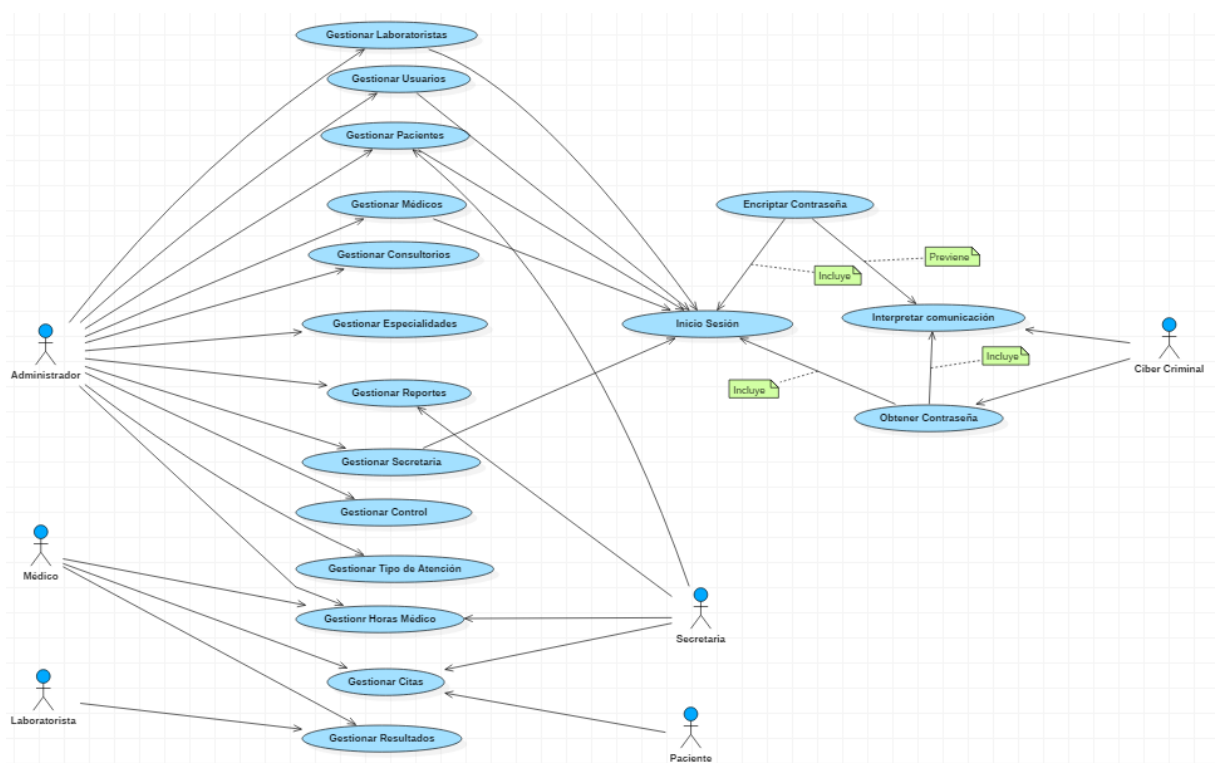 Gestionar Laboratoristas
Gestionar Usuarios
Gestionar Pacientes
Gestionar Médicos
Encriptar Contraseña
Gestionar Consultorios
Previene
Incluye
Gestionar Especialidades
Inicio Sesión
Interpretar comunicación
Incluye
Administrador
Ciber Criminal
Gestionar Reportes
Incluye
Obtener Contraseña
Gestionar Secretaria
Gestionar Control
Gestionar Tipo de Atención
Médico
Gestionr Horas Médico
Secretaria
Gestionar Citas
Laboratorista
Gestionar Resultados
Paciente